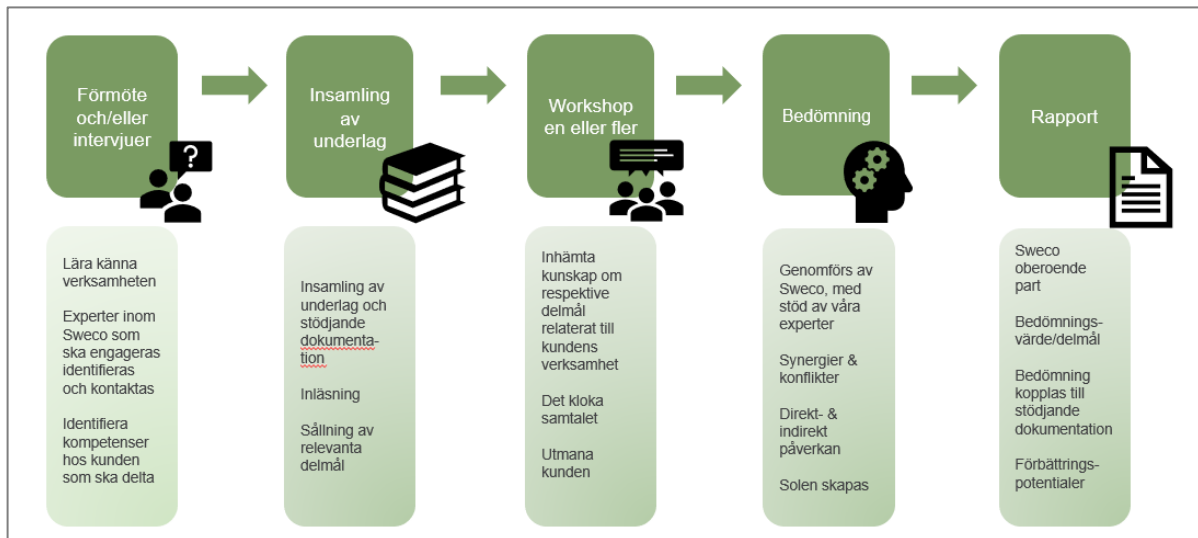 Förmöte
och/eller
intervjuer
?
Lära känna
verksamheten
Experter inom
Sweco som
ska engageras
identifieras
och kontaktas
Identifiera
kompetenser
hos kunden
som ska delta
Insamling
av
underlag
Insamling av
underlag och
stödjande
dokumenta-
tion
Inläsning
Sållning av
relevanta
delmål
Workshop
en eller fler
Inhämta
kunskap om
respektive
delmål
relaterat till
kundens
verksamhet
Det kloka
samtalet
Utmana
kunden
Bedömning
Genomförs av
Sweco, med
stöd av våra
experter
Synergier &
konflikter
Direkt- &
indirekt
påverkan
Solen skapas
Rapport
Sweco
oberoende
part
Bedömnings-
värde/delmål
Bedömning
kopplas till
stödjande
dokumentation
Förbättrings-
potentialer